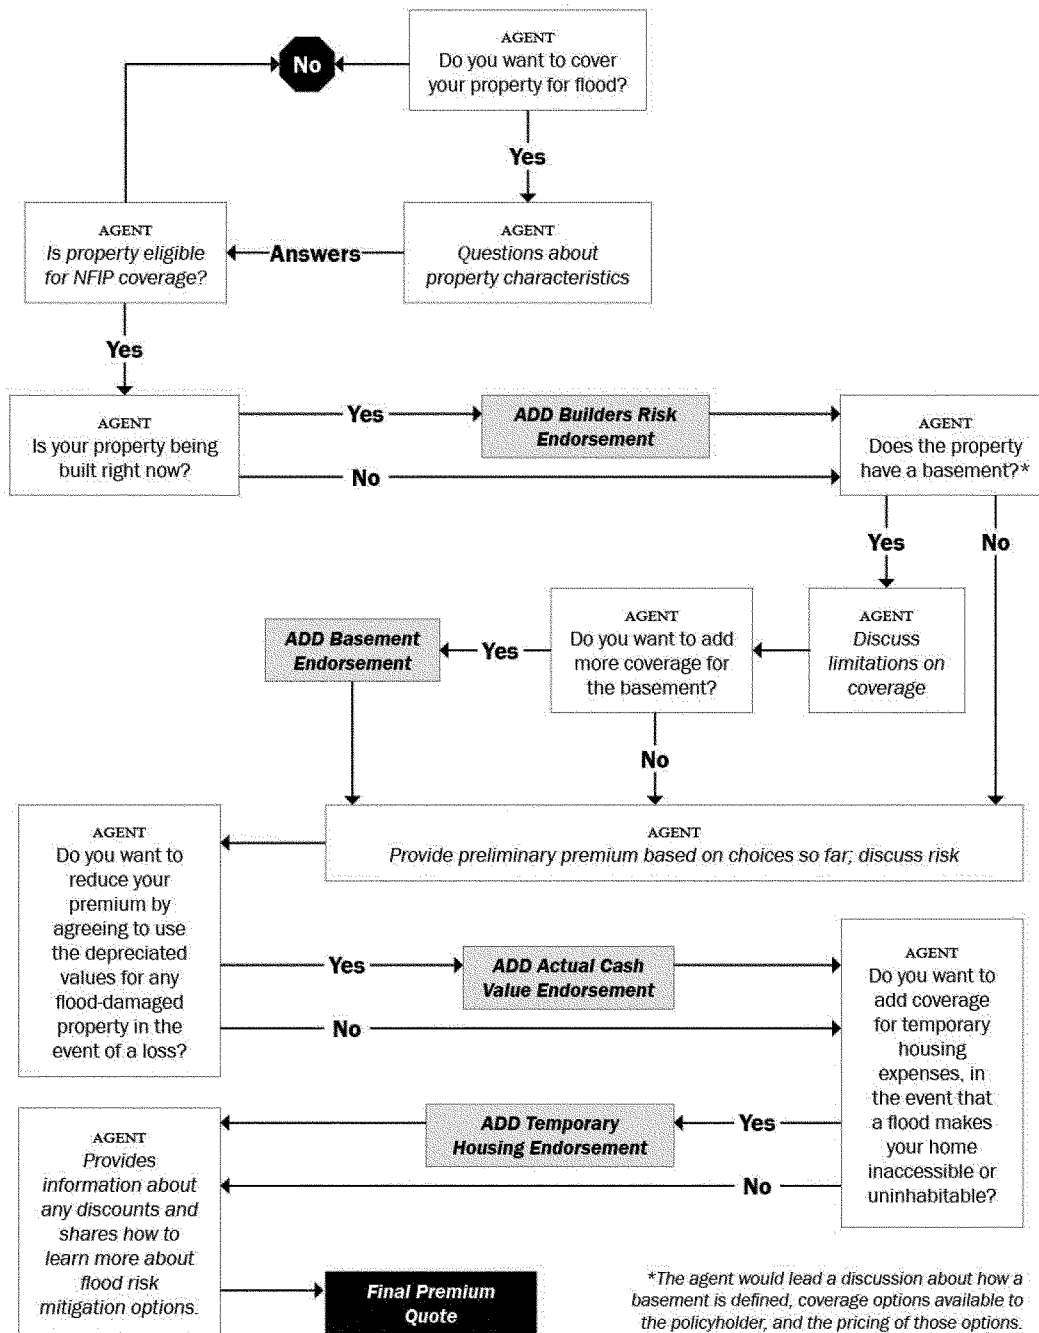 No
AGENT
Do you want to cover
your property for flood?
Yes
AGENT
Is property eligible
for NFIP coverage?
Answers
AGENT
Questions about
property characteristics
Yes
AGENT
Is your property being
built right now?
Yes
ADD Builders Risk
Endorsement
No
AGENT
Does the property
have a basement?*
Yes
No
ADD Basement
Endorsement
Yes
AGENT
Do you want to add
more coverage for
the basement?
AGENT
Discuss
limitations on
coverage
No
AGENT
Provide preliminary premium based on choices so far; discuss risk
AGENT
Do you want to
reduce your
premium by
agreeing to use
the depreciated
values for any
flood-damaged
property in the
event of a loss?
Yes
ADD Actual Cash
Value Endorsement
No
AGENT
Do you want to
add coverage
for temporary
housing
expenses, in
the event that
a flood makes
your home
inaccessible or
uninhabitable?
Yes
ADD Temporary
Housing Endorsement
No
AGENT
Provides
information about
any discounts and
shares how to
learn more about
flood risk
mitigation options.
Final Premium
Quote
*The agent would lead a discussion about how a
basement is defined, coverage options available to
the policyholder, and the pricing of those options.